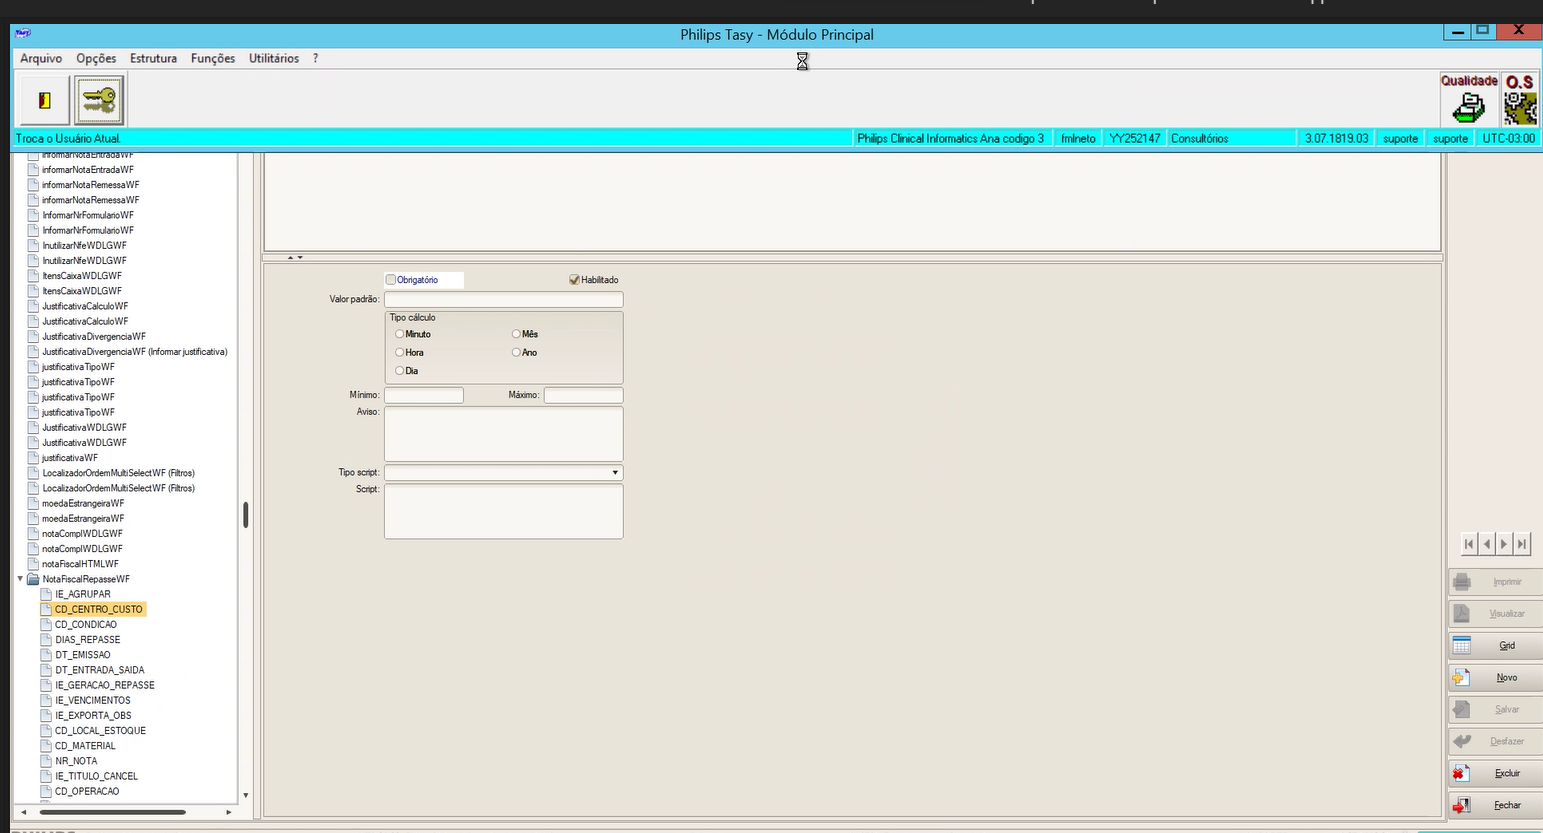 Philips Tasy - Módulo Principal
Arquivo Opções Estrutura Funções Utilitários ?
Qualidade O.S
Troca o Usuário Atual. Philips Clinical Informatics Ana codigo 3 fmlneto YY252147 Consultórios 3.07.1819.03 suporte suporte UTC-03:00
informarNotaEntradaWF
informarNotaEntradaWF
informarNotaRemessaWF
informarNotaRemessaWF
InformarNrFormularioWF
InformarNrFormularioWF
InutilizarNfeWDLGWF
InutilizarNfeWDLGWF
ItensCaixaWDLGWF
ItensCaixaWDLGWF
JustificativaCalculoWF
JustificativaCalculoWF
JustificativaDivergenciaWF
JustificativaDivergenciaWF (Informar justificativa)
justificativaTipoWF
justificativaTipoWF
justificativaTipoWF
justificativaTipoWF
JustificativaWDLGWF
JustificativaWDLGWF
justificativaWF
LocalizadorOrdemMultiSelectWF (Filtros)
LocalizadorOrdemMultiSelectWF (Filtros)
moedaEstrangeiraWF
moedaEstrangeiraWF
notaComplWDLGWF
notaComplWDLGWF
notaFiscalHTMLWF
NotaFiscalRepasseWF
IE_AGRUPAR
CD_CENTRO_CUSTO
CD_CONDICAO
DIAS_REPASSE
DT_EMISSAO
DT_ENTRADA_SAIDA
IE_GERACAO_REPASSE
IE_VENCIMENTOS
IE_EXPORTA_OBS
CD_LOCAL_ESTOQUE
CD_MATERIAL
NR_NOTA
IE_TITULO_CANCEL
CD_OPERACAO
Obrigatório Habilitado
Valor padrão:
Tipo cálculo
Minuto Mês
Hora Ano
Dia
Mínimo: Máximo:
Aviso:
Tipo script:
Script:
Imprimir
Visualizar
Grid
Novo
Salvar
Desfazer
Excluir
Fechar